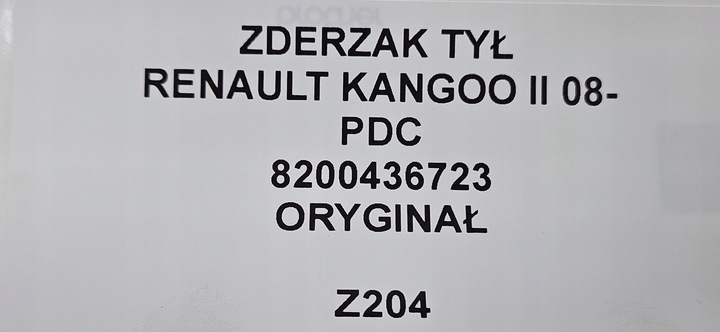 ZDERZAK TYŁ
RENAULT KANGOO II 08-
PDC
8200436723
ORYGINAŁ
Z204